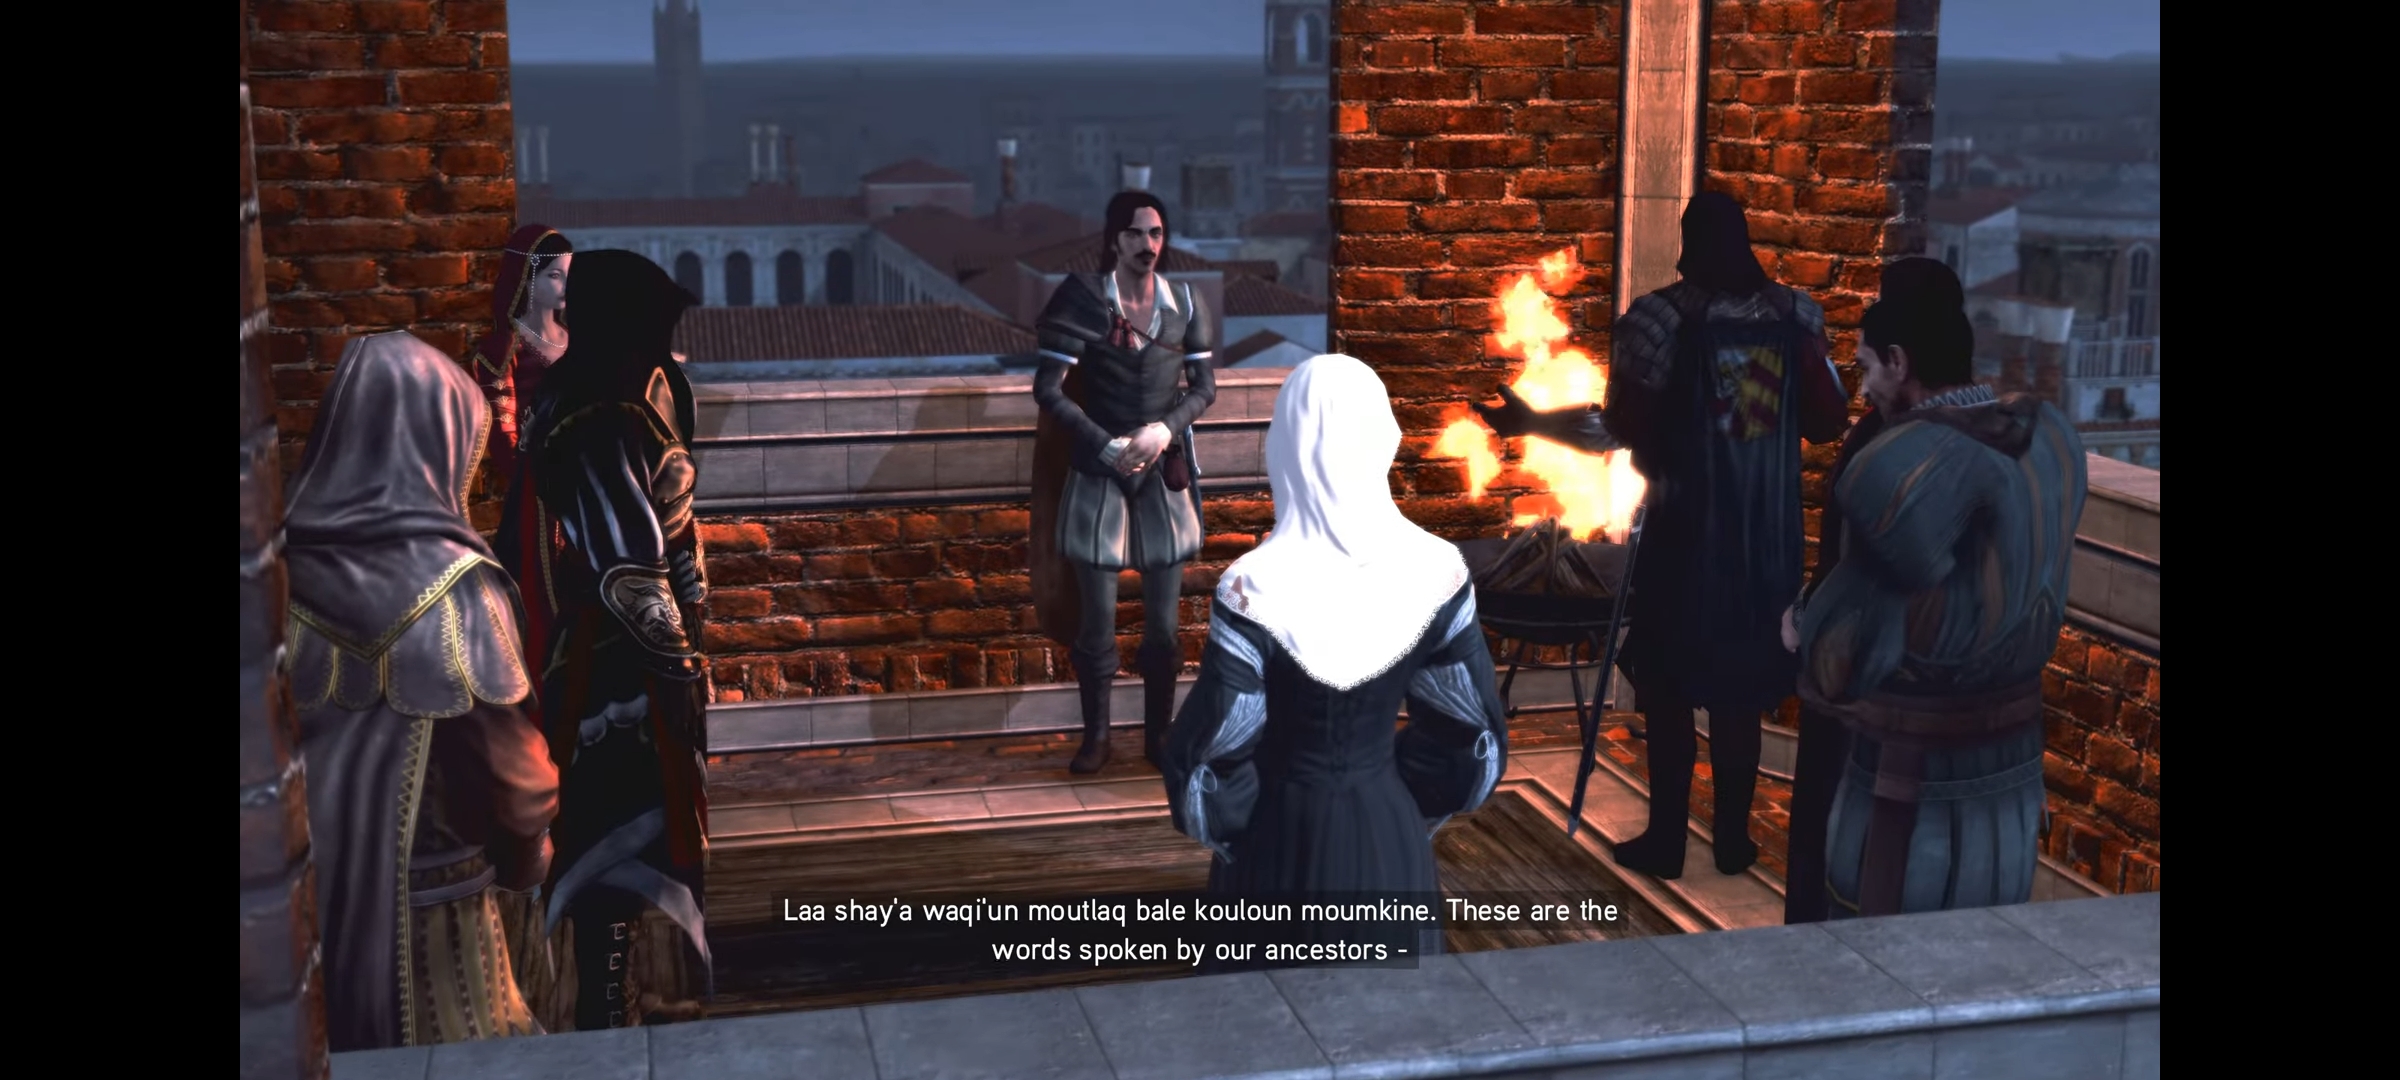 Laa shay'a waqi'un moutlaq bale kouloun moumkine. These are the
words spoken by our ancestors -